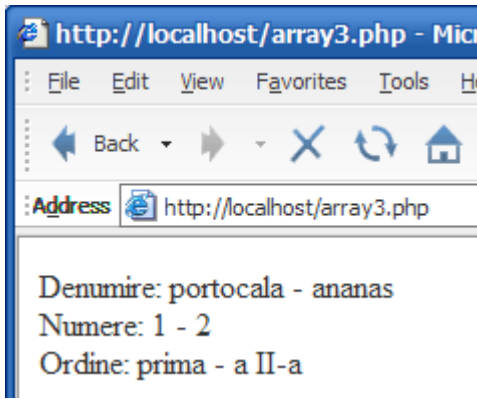 http://localhost/array3.php - Micr
File Edit View Favorites Tools H
Back
Address http://localhost/array3.php
Denumire: portocala - ananas
Numere: 1 - 2
Ordine: prima - a II-a